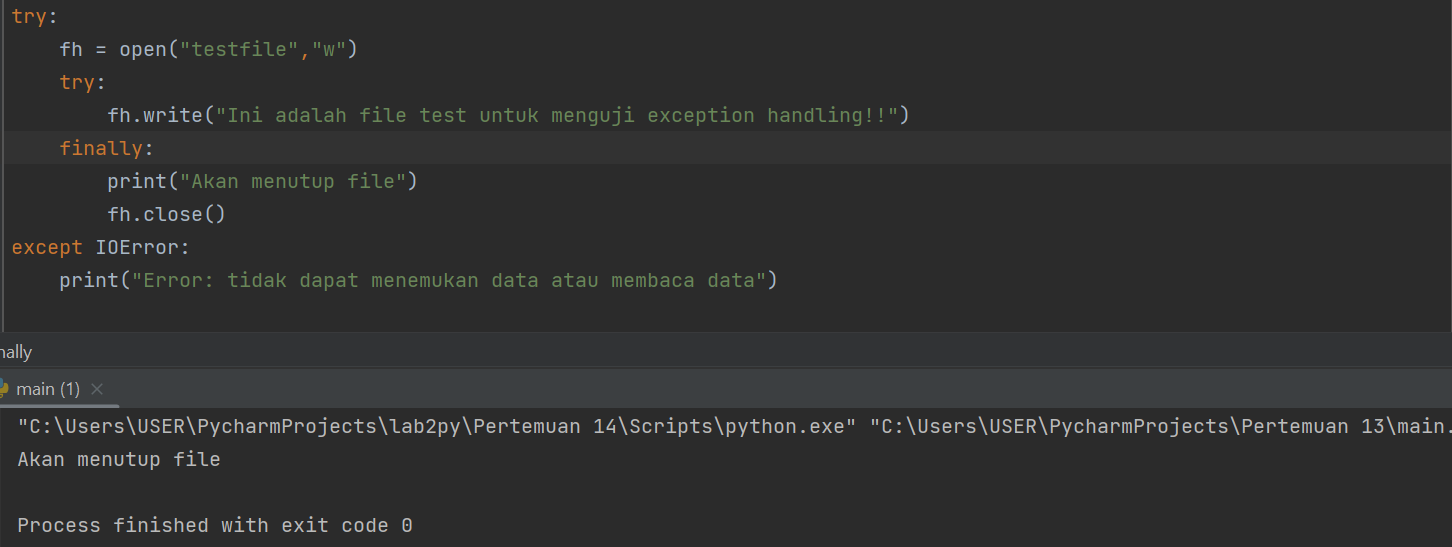 try:
    fh = open("testfile","w")
    try:
        fh.write("Ini adalah file test untuk menguji exception handling!!")
    finally:
        print("Akan menutup file")
        fh.close()
except IOError:
    print("Error: tidak dapat menemukan data atau membaca data")
nally
main (1) ×
"C:\Users\USER\PycharmProjects\lab2py\Pertemuan 14\Scripts\python.exe" "C:\Users\USER\PycharmProjects\Pertemuan 13\main.
Akan menutup file
Process finished with exit code 0